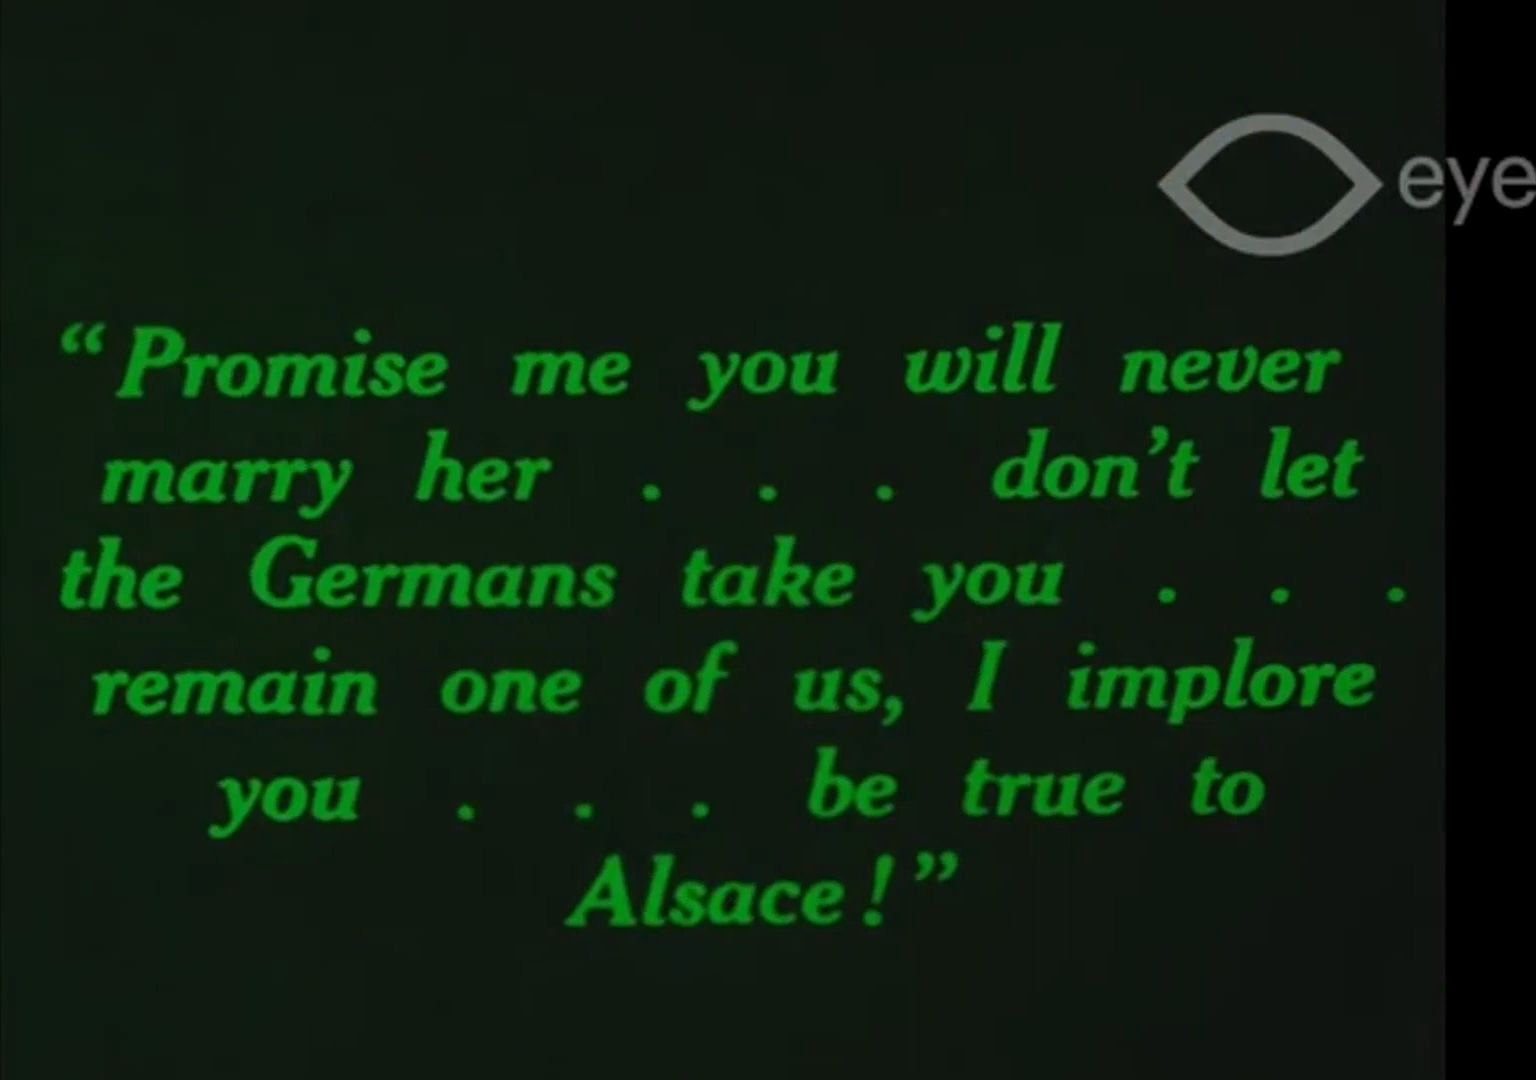 eye
“Promise me you will never
marry her . . . don’t let
the Germans take you . . .
remain one of us, I implore
you . . . be true to
Alsace!”